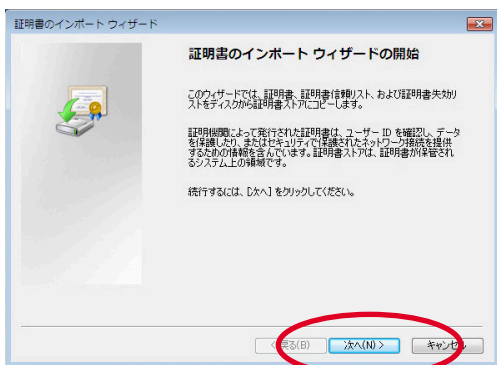 証明書のインポート ウィザード
証明書のインポート ウィザードの開始
このウィザードでは、証明書、証明書信頼リスト、および証明書失効リ
ストをディスクから証明書ストアにコピーします。
証明機関によって発行された証明書は、ユーザー ID を確認し、データ
を保護したり、またはセキュリティで保護されたネットワーク接続を提供
するための情報を含んでいます。証明書ストアは、証明書が保管され
るシステム上の領域です。
続行するには、[次へ] をクリックしてください。
< 戻る(B) 次へ(N) > キャンセル